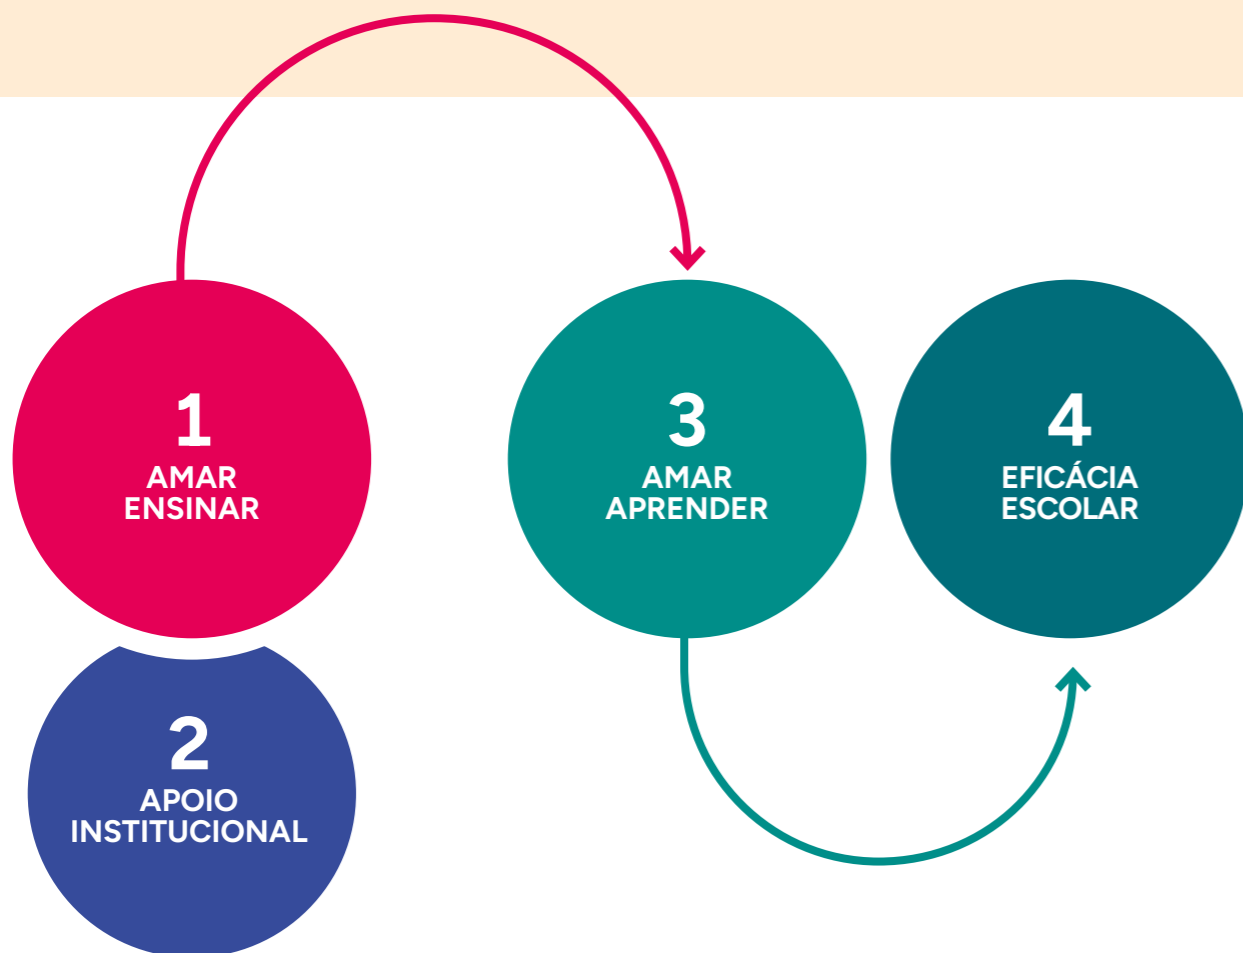 1
AMAR
ENSINAR
2
APOIO
INSTITUCIONAL
3
AMAR
APRENDER
4
EFICÁCIA
ESCOLAR